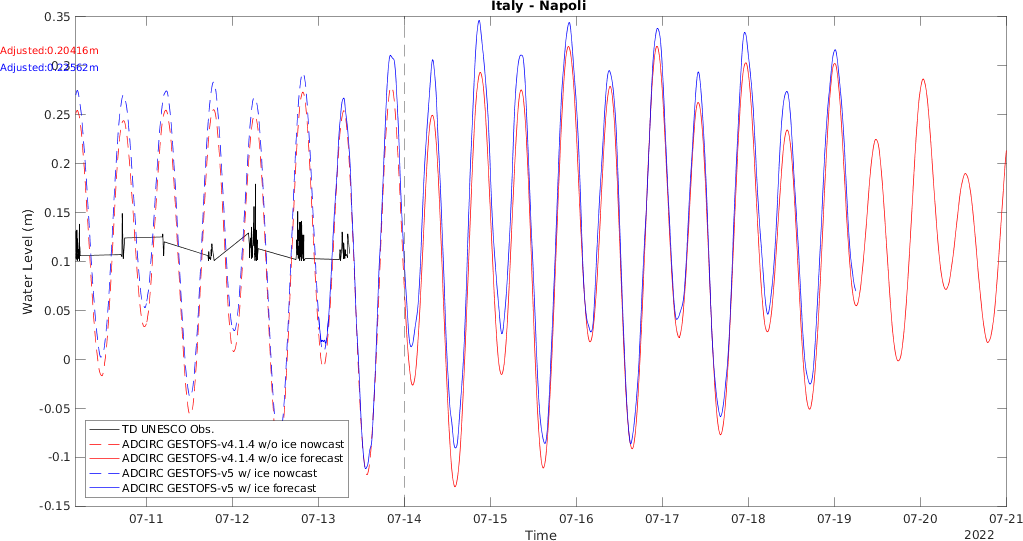 Italy - Napoli
Adjusted:0.20416m
Adjusted:0.22562m
0.35
0.3
0.25
0.2
0.15
0.1
0.05
0
-0.05
-0.1
-0.15
Water Level (m)
TD UNESCO Obs.
ADCIRC GESTOFS-v4.1.4 w/o ice nowcast
ADCIRC GESTOFS-v4.1.4 w/o ice forecast
ADCIRC GESTOFS-v5 w/ ice nowcast
ADCIRC GESTOFS-v5 w/ ice forecast
07-11 07-12 07-13 07-14 07-15 07-16 07-17 07-18 07-19 07-20 07-21
Time
2022